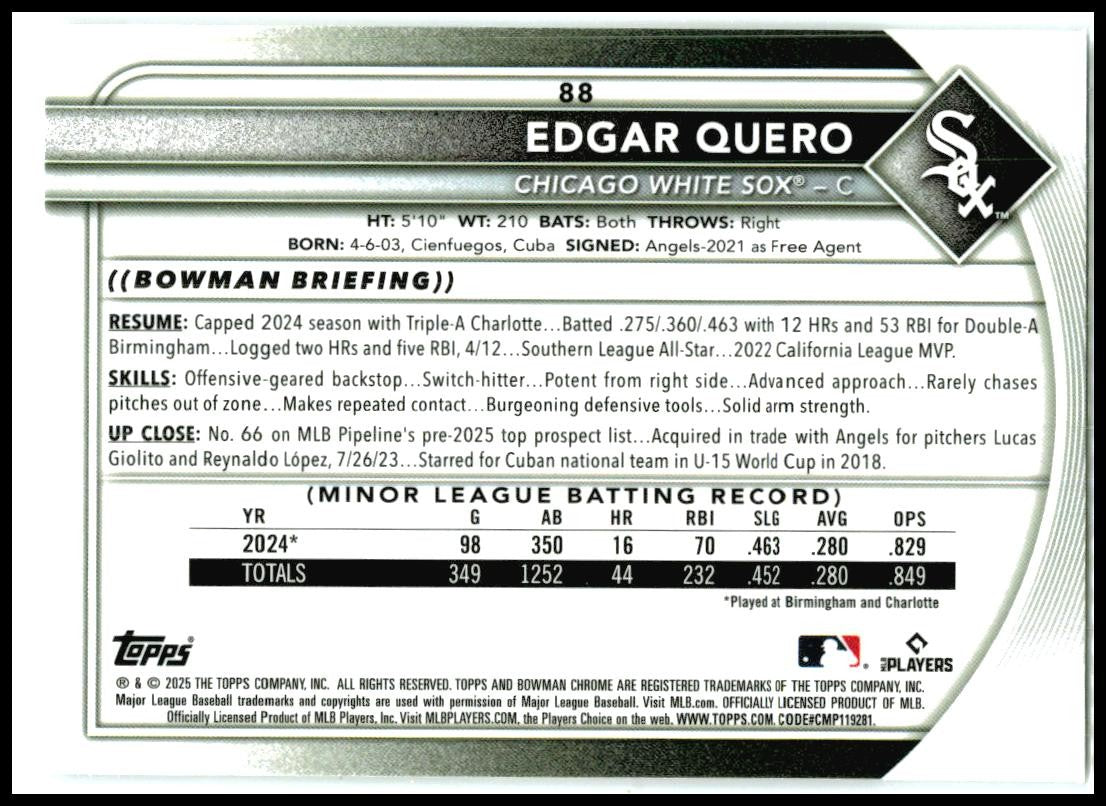 88
EDGAR QUERO
CHICAGO WHITE SOX® – C
Sox
™
HT: 5'10" WT: 210 BATS: Both THROWS: Right
BORN: 4-6-03, Cienfuegos, Cuba SIGNED: Angels-2021 as Free Agent
((BOWMAN BRIEFING))
RESUME: Capped 2024 season with Triple-A Charlotte...Batted .275/.360/.463 with 12 HRs and 53 RBI for Double-A
Birmingham...Logged two HRs and five RBI, 4/12...Southern League All-Star...2022 California League MVP.
SKILLS: Offensive-geared backstop...Switch-hitter...Potent from right side...Advanced approach...Rarely chases
pitches out of zone...Makes repeated contact...Burgeoning defensive tools...Solid arm strength.
UP CLOSE: No. 66 on MLB Pipeline's pre-2025 top prospect list...Acquired in trade with Angels for pitchers Lucas
Giolito and Reynaldo López, 7/26/23...Starred for Cuban national team in U-15 World Cup in 2018.
(MINOR LEAGUE BATTING RECORD)
YR G AB HR RBI SLG AVG OPS
2024* 98 350 16 70 .463 .280 .829
TOTALS 349 1252 44 232 .452 .280 .849
*Played at Birmingham and Charlotte
Topps®
MLB PLAYERS
® & © 2025 THE TOPPS COMPANY, INC. ALL RIGHTS RESERVED. TOPPS AND BOWMAN CHROME ARE REGISTERED TRADEMARKS OF THE TOPPS COMPANY, INC.
Major League Baseball trademarks and copyrights are used with permission of Major League Baseball. Visit MLB.com. OFFICIALLY LICENSED PRODUCT OF MLB.
Officially Licensed Product of MLB Players, Inc. Visit MLBPLAYERS.COM, the Players Choice on the web. WWW.TOPPS.COM. CODE#CMP119281.